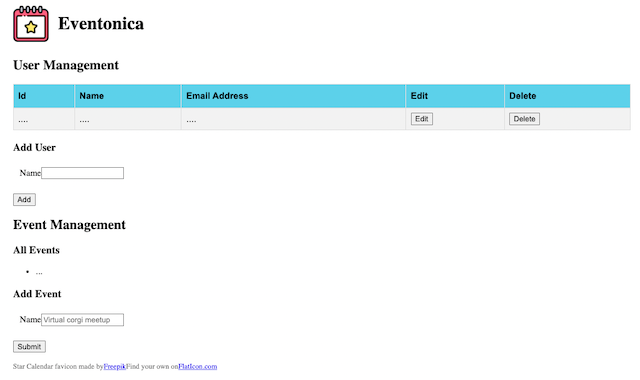 Eventonica
User Management
Id Name Email Address Edit Delete
.... .... .... Edit Delete
Add User
Name
Add
Event Management
All Events
• ...
Add Event
Name Virtual corgi meetup
Submit
Star Calendar favicon made byFreepikFind your own onFlatIcon.com